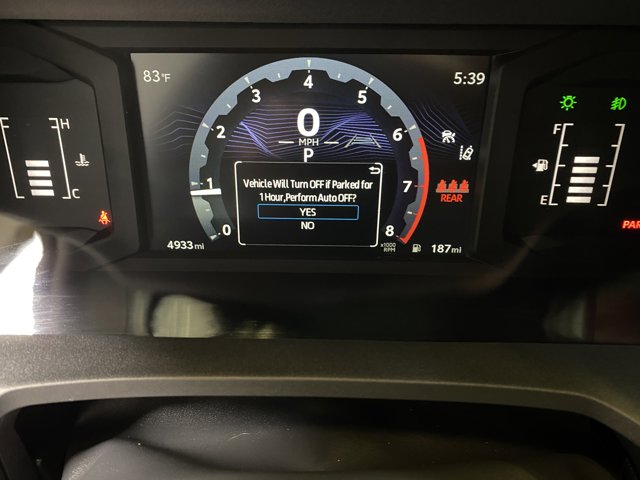 83°F
5:39
4
3 5
2 6
1 7
0 8
0
MPH
P
Vehicle Will Turn OFF if Parked for
1 Hour,Perform Auto OFF?
YES
NO
REAR
x1000
RPM
4933 mi
187 mi
F H
C
F
E
PAR